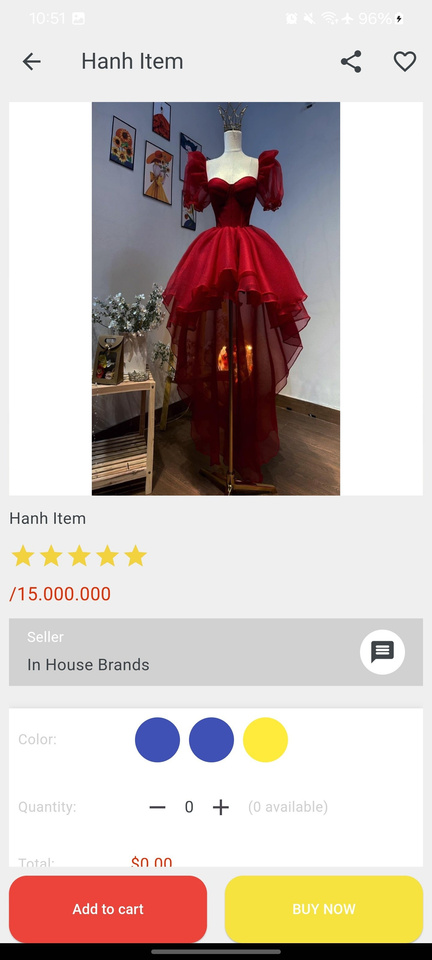 10:51
96%
Hanh Item
Hanh Item
/15.000.000
Seller
In House Brands
Color:
Quantity:
0
(0 available)
Total:
$0.00
Add to cart
BUY NOW